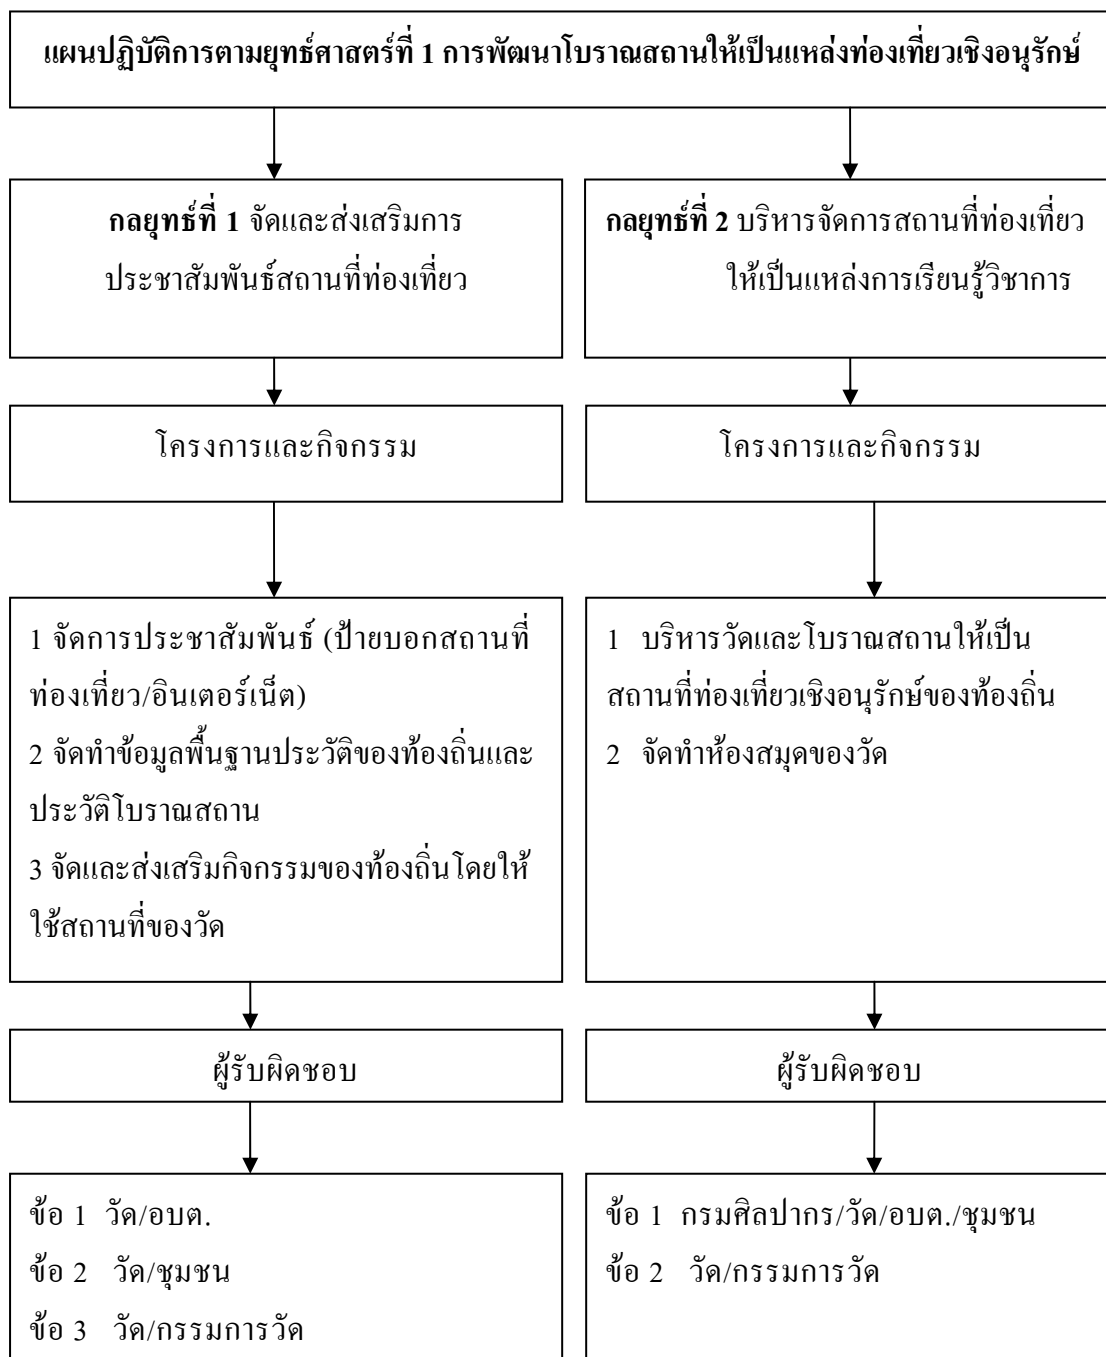 แผนปฏิบัติการตามยุทธ์ศาสตร์ที่ 1 การพัฒนาโบราณสถานให้เป็นแหล่งท่องเที่ยวเชิงอนุรักษ์
กลยุทธ์ที่ 1 จัดและส่งเสริมการ
ประชาสัมพันธ์สถานที่ท่องเที่ยว
กลยุทธ์ที่ 2 บริหารจัดการสถานที่ท่องเที่ยว
ให้เป็นแหล่งการเรียนรู้วิชาการ
โครงการและกิจกรรม
โครงการและกิจกรรม
1 จัดการประชาสัมพันธ์ (ป้ายบอกสถานที่
ท่องเที่ยว/อินเตอร์เน็ต)
2 จัดทำข้อมูลพื้นฐานประวัติของท้องถิ่นและ
ประวัติโบราณสถาน
3 จัดและส่งเสริมกิจกรรมของท้องถิ่นโดยให้
ใช้สถานที่ของวัด
1 บริหารวัดและโบราณสถานให้เป็น
สถานที่ท่องเที่ยวเชิงอนุรักษ์ของท้องถิ่น
2 จัดทำห้องสมุดของวัด
ผู้รับผิดชอบ
ผู้รับผิดชอบ
ข้อ 1 วัด/อบต.
ข้อ 2 วัด/ชุมชน
ข้อ 3 วัด/กรรมการวัด
ข้อ 1 กรมศิลปากร/วัด/อบต./ชุมชน
ข้อ 2 วัด/กรรมการวัด